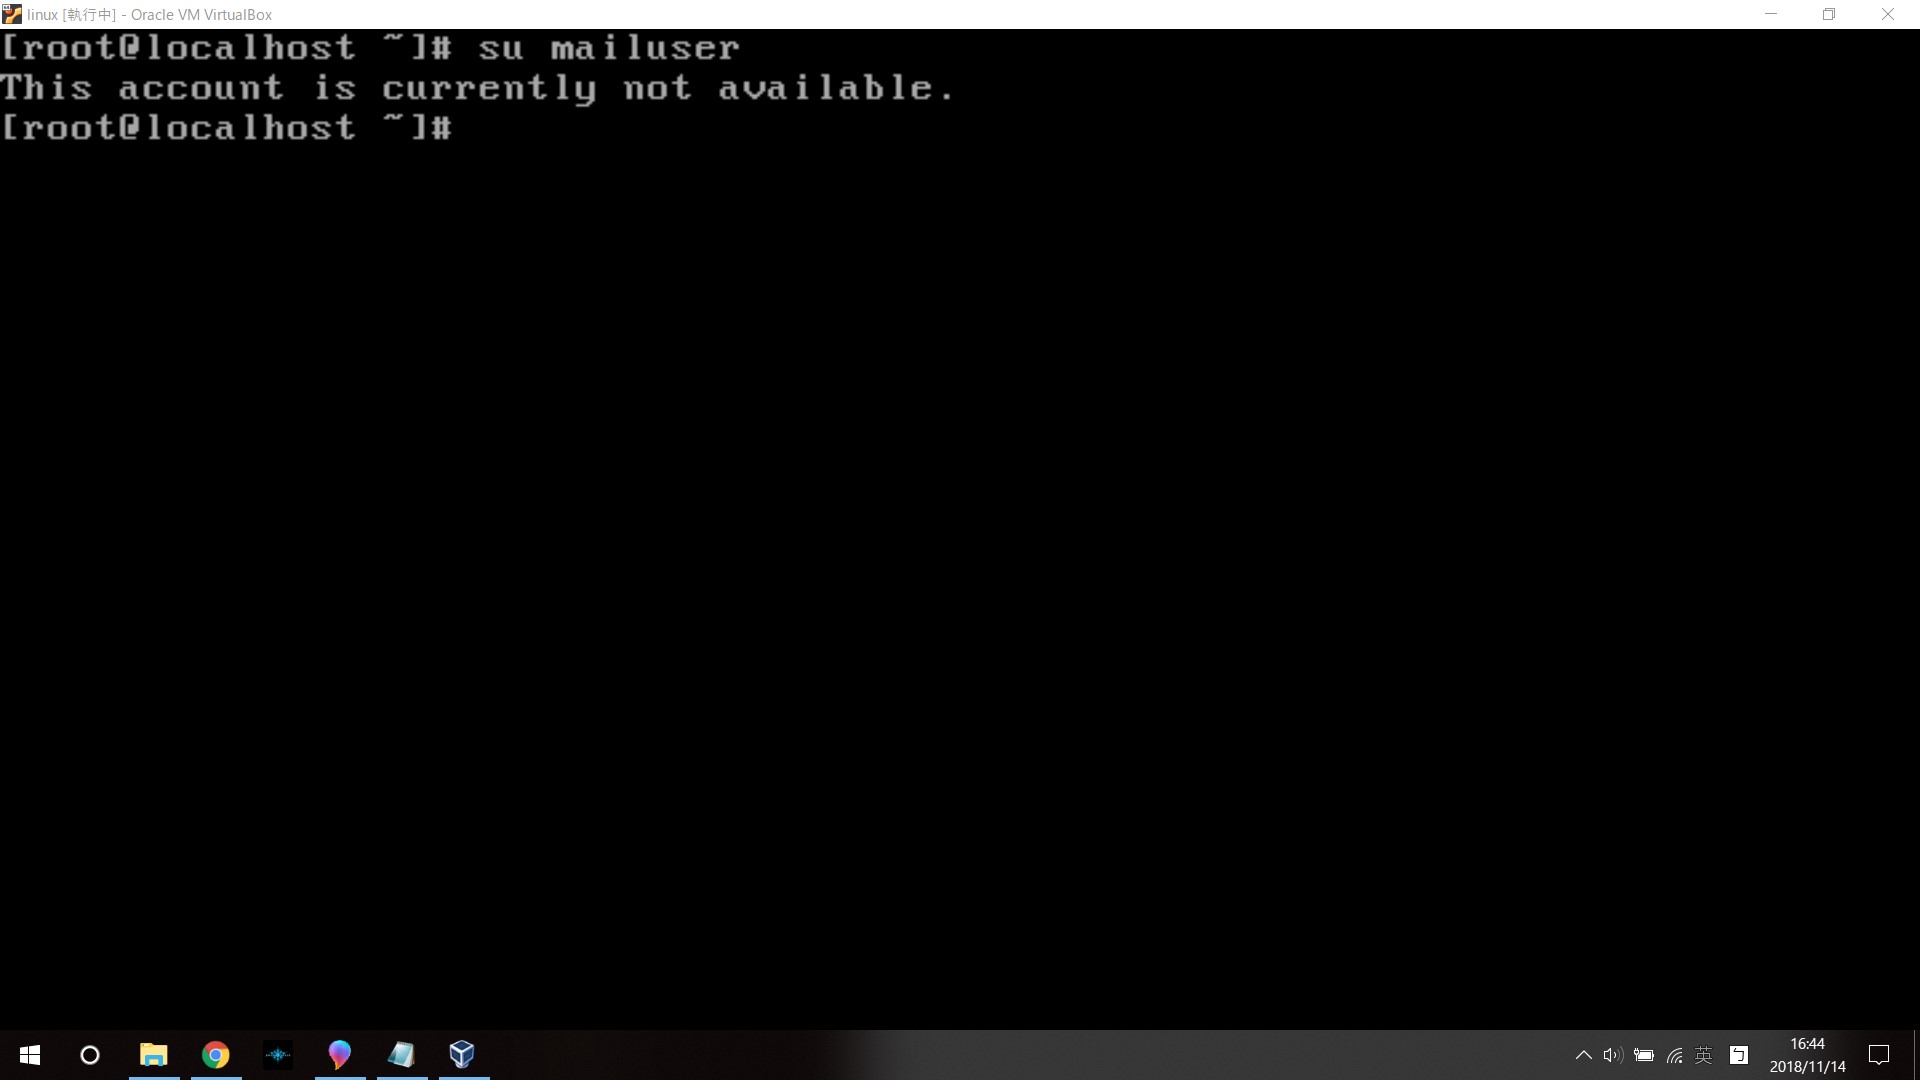 linux [執行中] - Oracle VM VirtualBox
[root@localhost ~]# su mailuser
This account is currently not available.
[root@localhost ~]#
英
ㄅ
16:44
2018/11/14